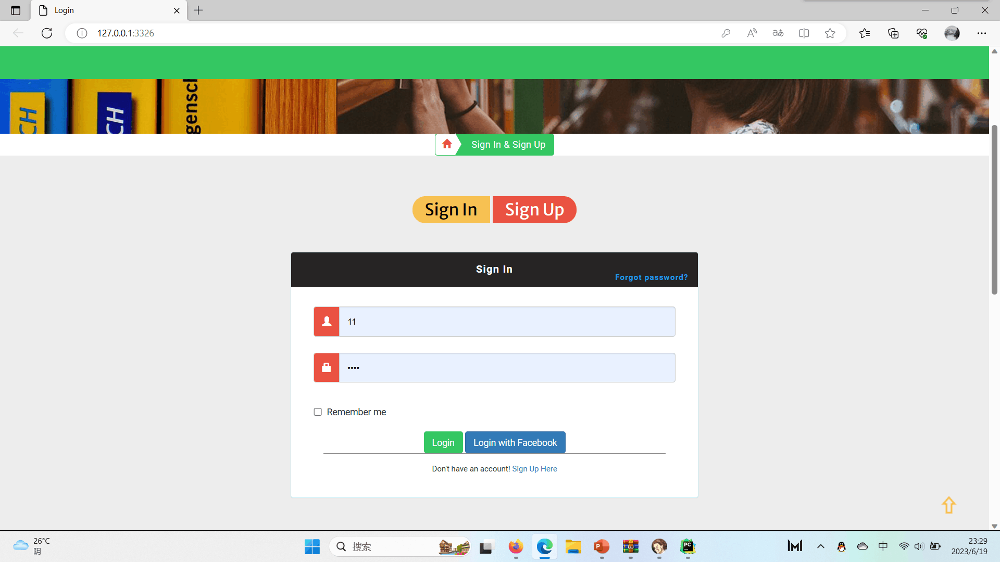 Login
127.0.0.1:3326
CH
CH
genscl
Sign In & Sign Up
Sign In
Sign Up
Sign In
Forgot password?
11
••••
Remember me
Login
Login with Facebook
Don't have an account! Sign Up Here
26°C
阴
搜索
中
23:29
2023/6/19